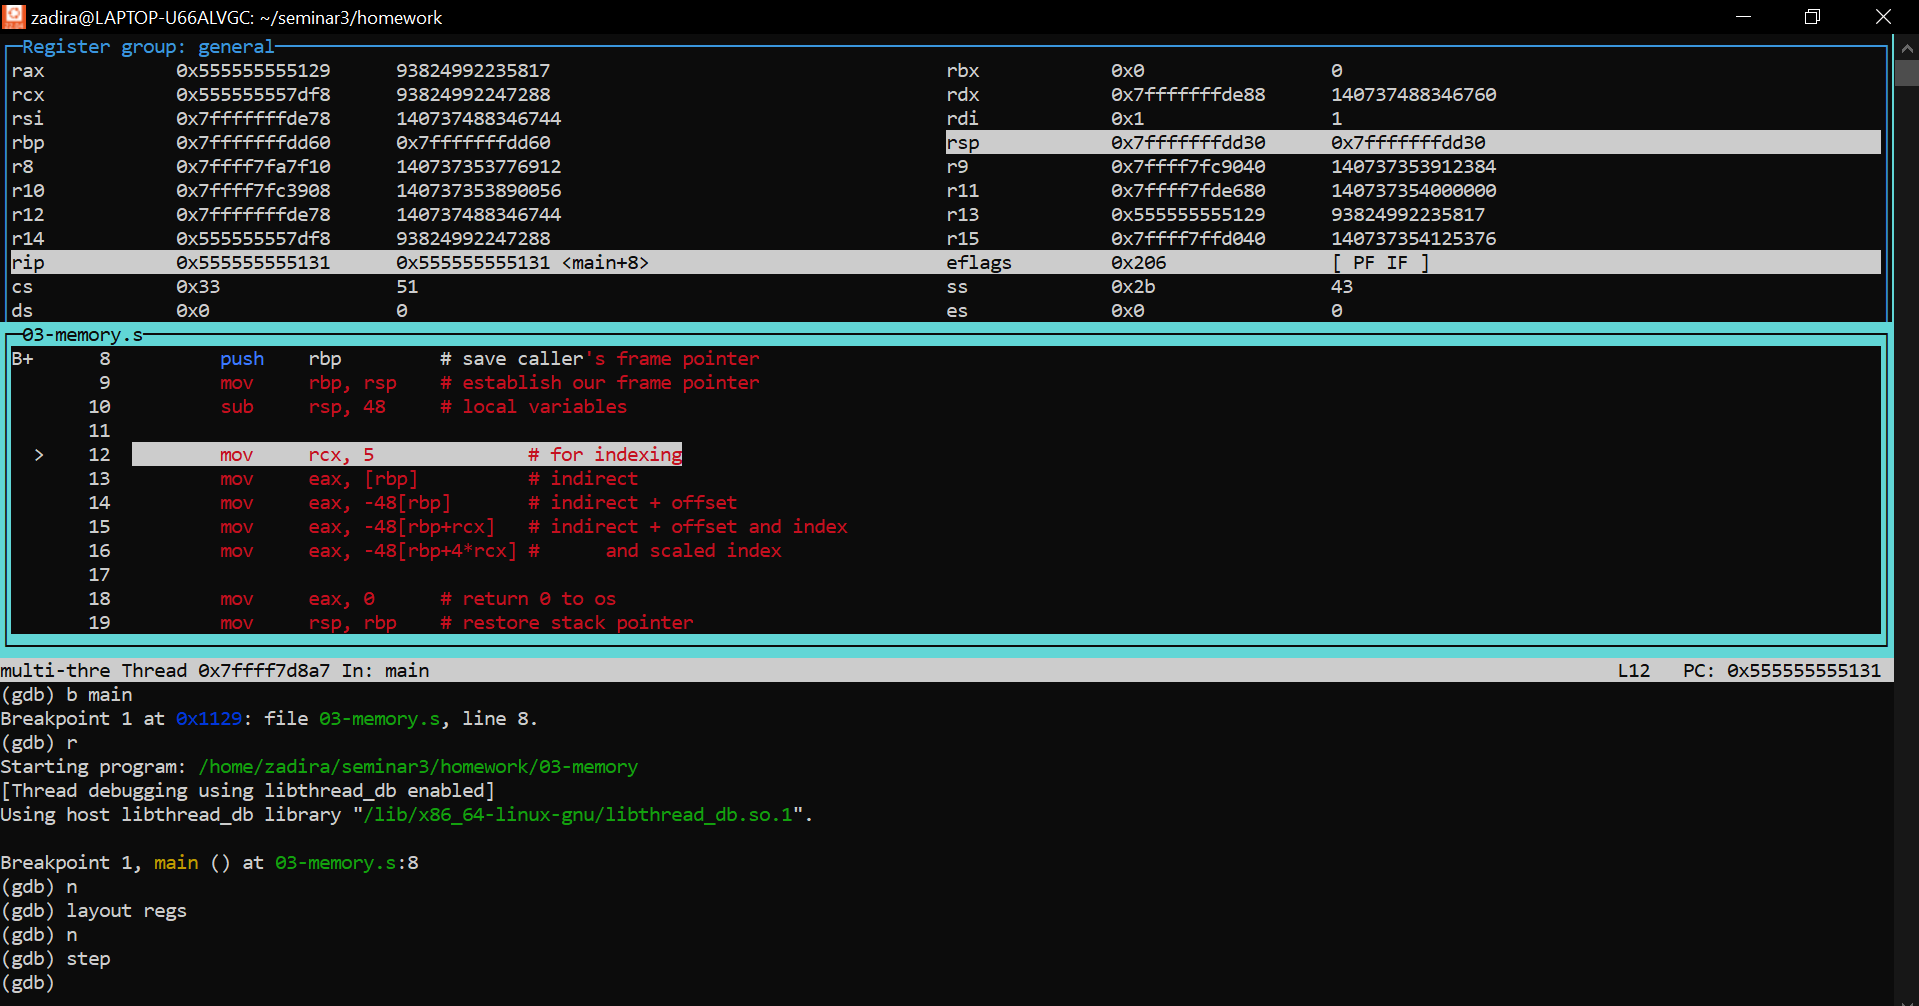 zadira@LAPTOP-U66ALVGC: ~/seminar3/homework
Register group: general
rax 0x555555555129 93824992235817 rbx 0x0 0
rcx 0x555555557df8 93824992247288 rdx 0x7fffffffde88 140737488346760
rsi 0x7fffffffde78 140737488346744 rdi 0x1 1
rbp 0x7fffffffdd60 0x7fffffffdd60 rsp 0x7fffffffdd30 0x7fffffffdd30
r8 0x7ffff7fa7f10 140737353776912 r9 0x7ffff7fc9040 140737353912384
r10 0x7ffff7fc3908 140737353890056 r11 0x7ffff7fde680 140737354000000
r12 0x7fffffffde78 140737488346744 r13 0x555555555129 93824992235817
r14 0x555555557df8 93824992247288 r15 0x7ffff7ffd040 140737354125376
rip 0x555555555131 0x555555555131 <main+8> eflags 0x206 [ PF IF ]
cs 0x33 51 ss 0x2b 43
ds 0x0 0 es 0x0 0
03-memory.s
B+ 8 push rbp # save caller's frame pointer
9 mov rbp, rsp # establish our frame pointer
10 sub rsp, 48 # local variables
11
> 12 mov rcx, 5 # for indexing
13 mov eax, [rbp] # indirect
14 mov eax, -48[rbp] # indirect + offset
15 mov eax, -48[rbp+rcx] # indirect + offset and index
16 mov eax, -48[rbp+4*rcx] # and scaled index
17
18 mov eax, 0 # return 0 to os
19 mov rsp, rbp # restore stack pointer
multi-thre Thread 0x7ffff7d8a7 In: main L12 PC: 0x555555555131
(gdb) b main
Breakpoint 1 at 0x1129: file 03-memory.s, line 8.
(gdb) r
Starting program: /home/zadira/seminar3/homework/03-memory
[Thread debugging using libthread_db enabled]
Using host libthread_db library "/lib/x86_64-linux-gnu/libthread_db.so.1".
Breakpoint 1, main () at 03-memory.s:8
(gdb) n
(gdb) layout regs
(gdb) n
(gdb) step
(gdb)